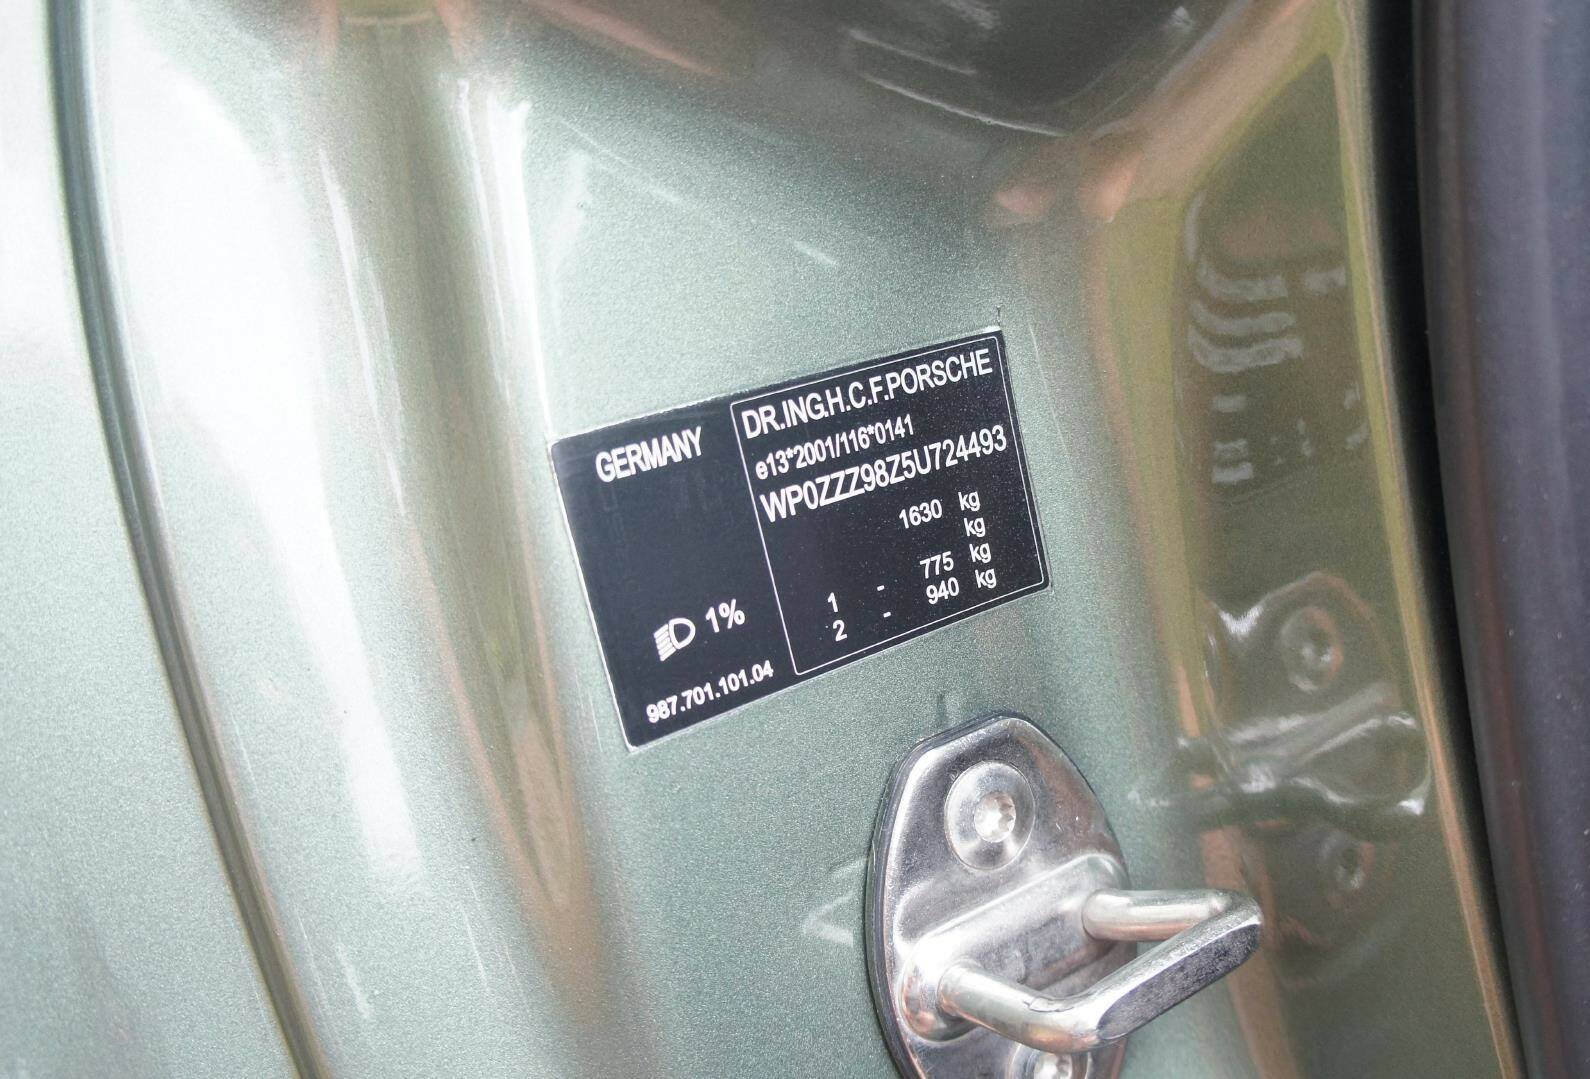 GERMANY
1%
987.701.101.04
DR.ING.H.C.F.PORSCHE
e13*2001/116*0141
WP0ZZZ98Z5U724493
1630 kg
kg
1 - 775 kg
2 - 940 kg